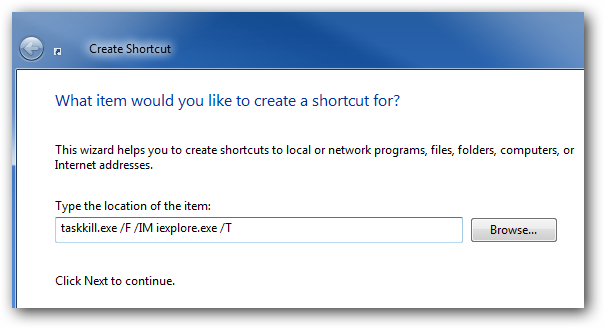 Create Shortcut
What item would you like to create a shortcut for?
This wizard helps you to create shortcuts to local or network programs, files, folders, computers, or
Internet addresses.
Type the location of the item:
taskkill.exe /F /IM iexplore.exe /T
Browse...
Click Next to continue.